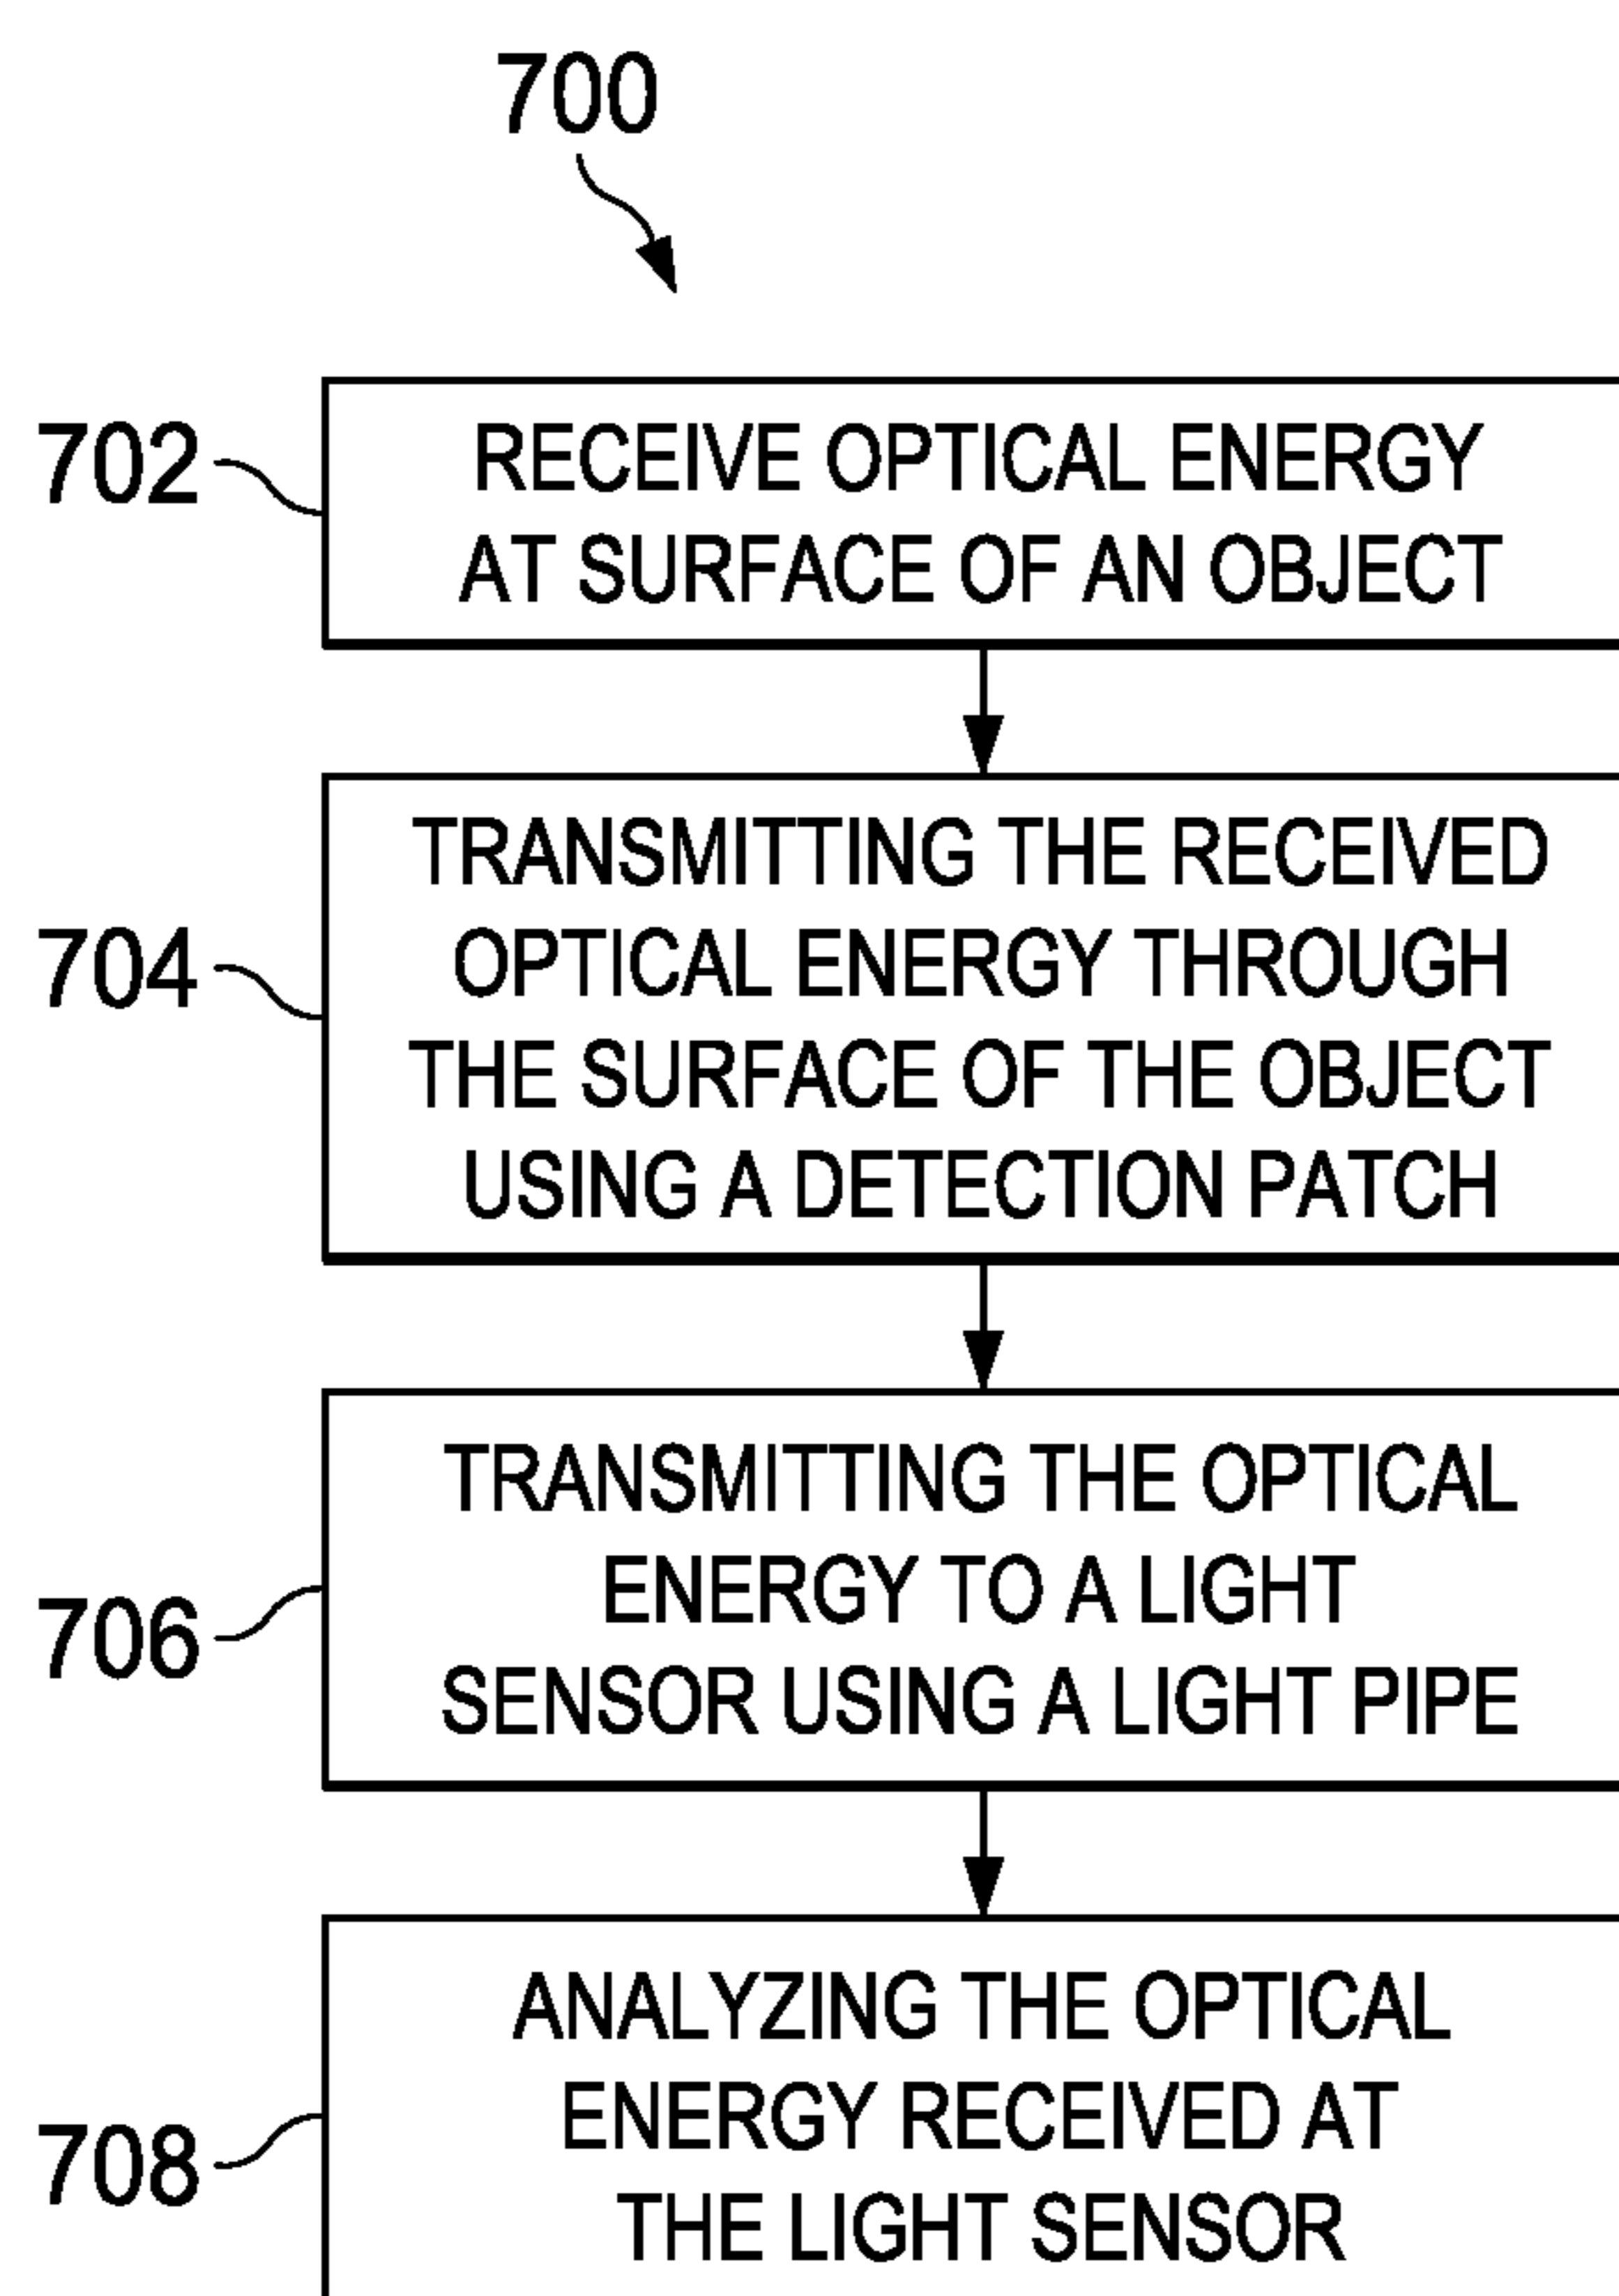 700
702
RECEIVE OPTICAL ENERGY
AT SURFACE OF AN OBJECT
704
TRANSMITTING THE RECEIVED
OPTICAL ENERGY THROUGH
THE SURFACE OF THE OBJECT
USING A DETECTION PATCH
706
TRANSMITTING THE OPTICAL
ENERGY TO A LIGHT
SENSOR USING A LIGHT PIPE
708
ANALYZING THE OPTICAL
ENERGY RECEIVED AT
THE LIGHT SENSOR